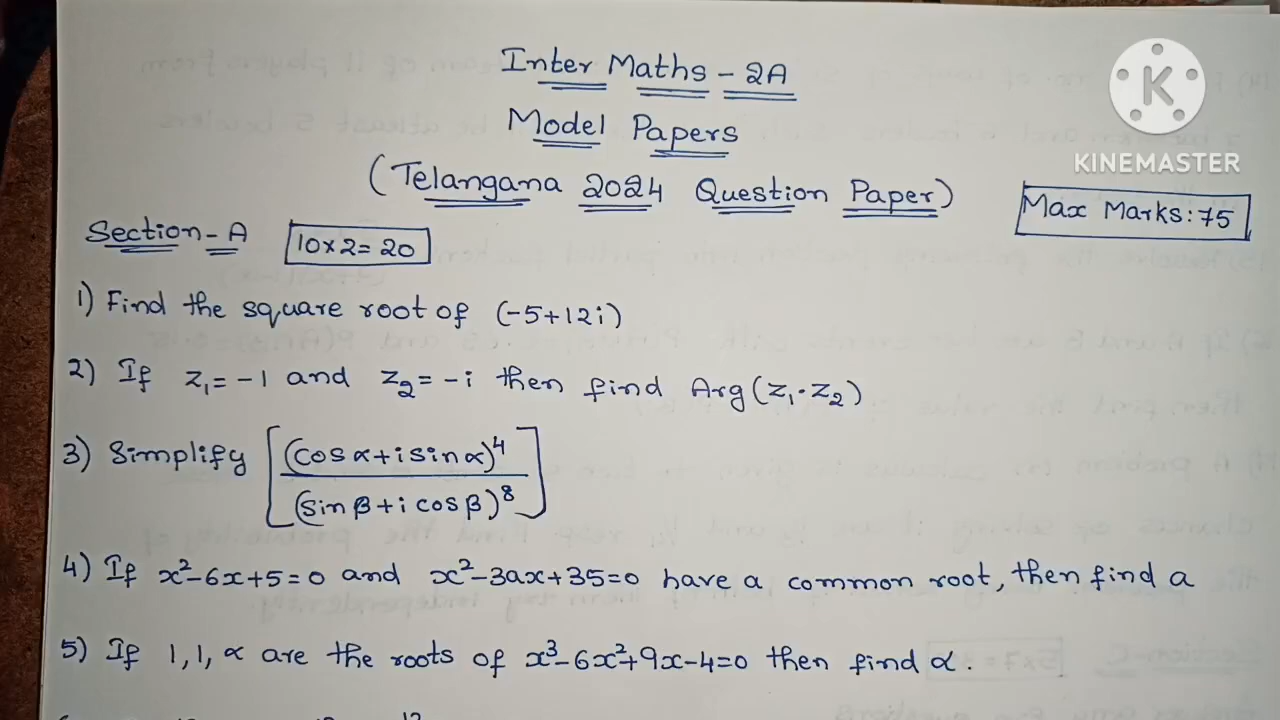 Inter Maths - 2A
Model Papers
(Telangana 2024 Question Paper)
KINEMASTER
Max Marks: 75
Section - A 10×2=20
1) Find the square root of (-5+12i)
2) If z₁ = -1 and z₂ = -i then find Arg(z₁·z₂)
3) Simplify [(cos α + i sin α)⁴ / (sin β + i cos β)⁸]
4) If x²-6x+5=0 and x²-3ax+35=0 have a common root, then find a
5) If 1, 1, α are the roots of x³-6x²+9x-4=0 then find α.